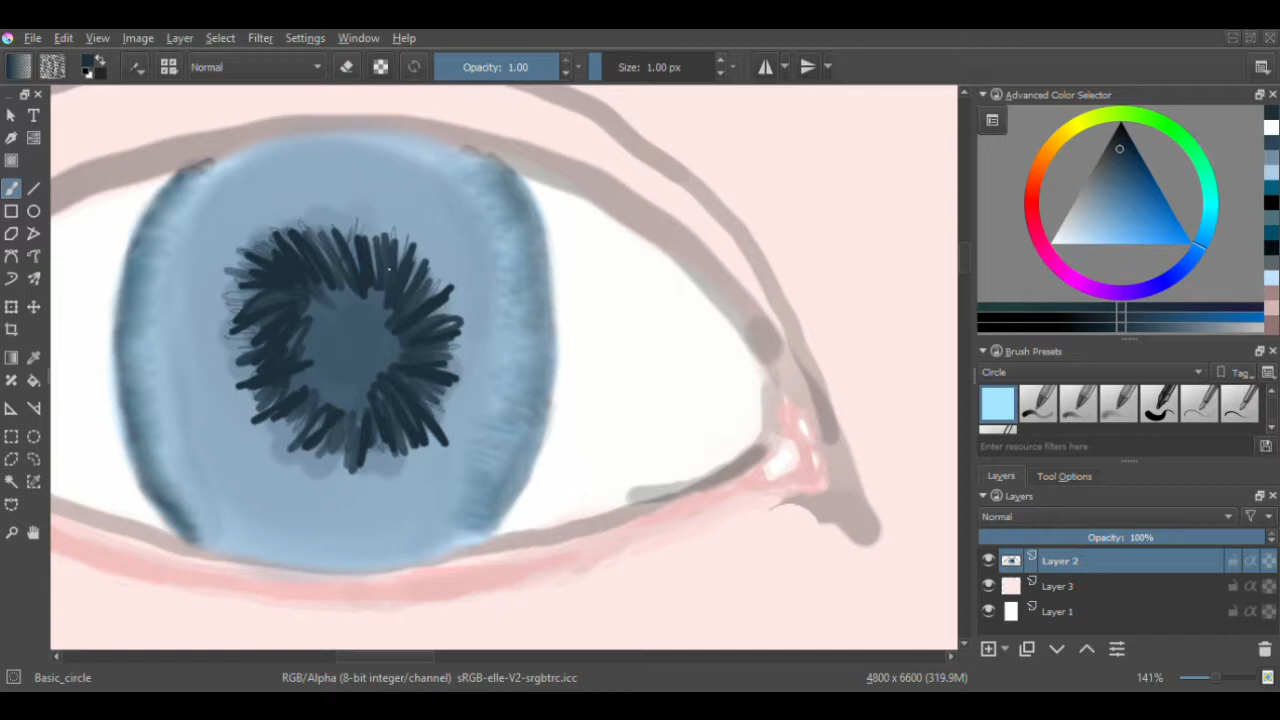 File Edit View Image Layer Select Filter Settings Window Help
Normal Opacity: 1.00 Size: 1.00 px
Advanced Color Selector
Brush Presets
Circle Tag
Enter resource filters here
Layers Tool Options
Layers
Normal
Opacity: 100%
Layer 2
Layer 3
Layer 1
Basic_circle RGB/Alpha (8-bit integer/channel) sRGB-elle-V2-srgbtrc.icc 4800 x 6600 (319.9M) 141%